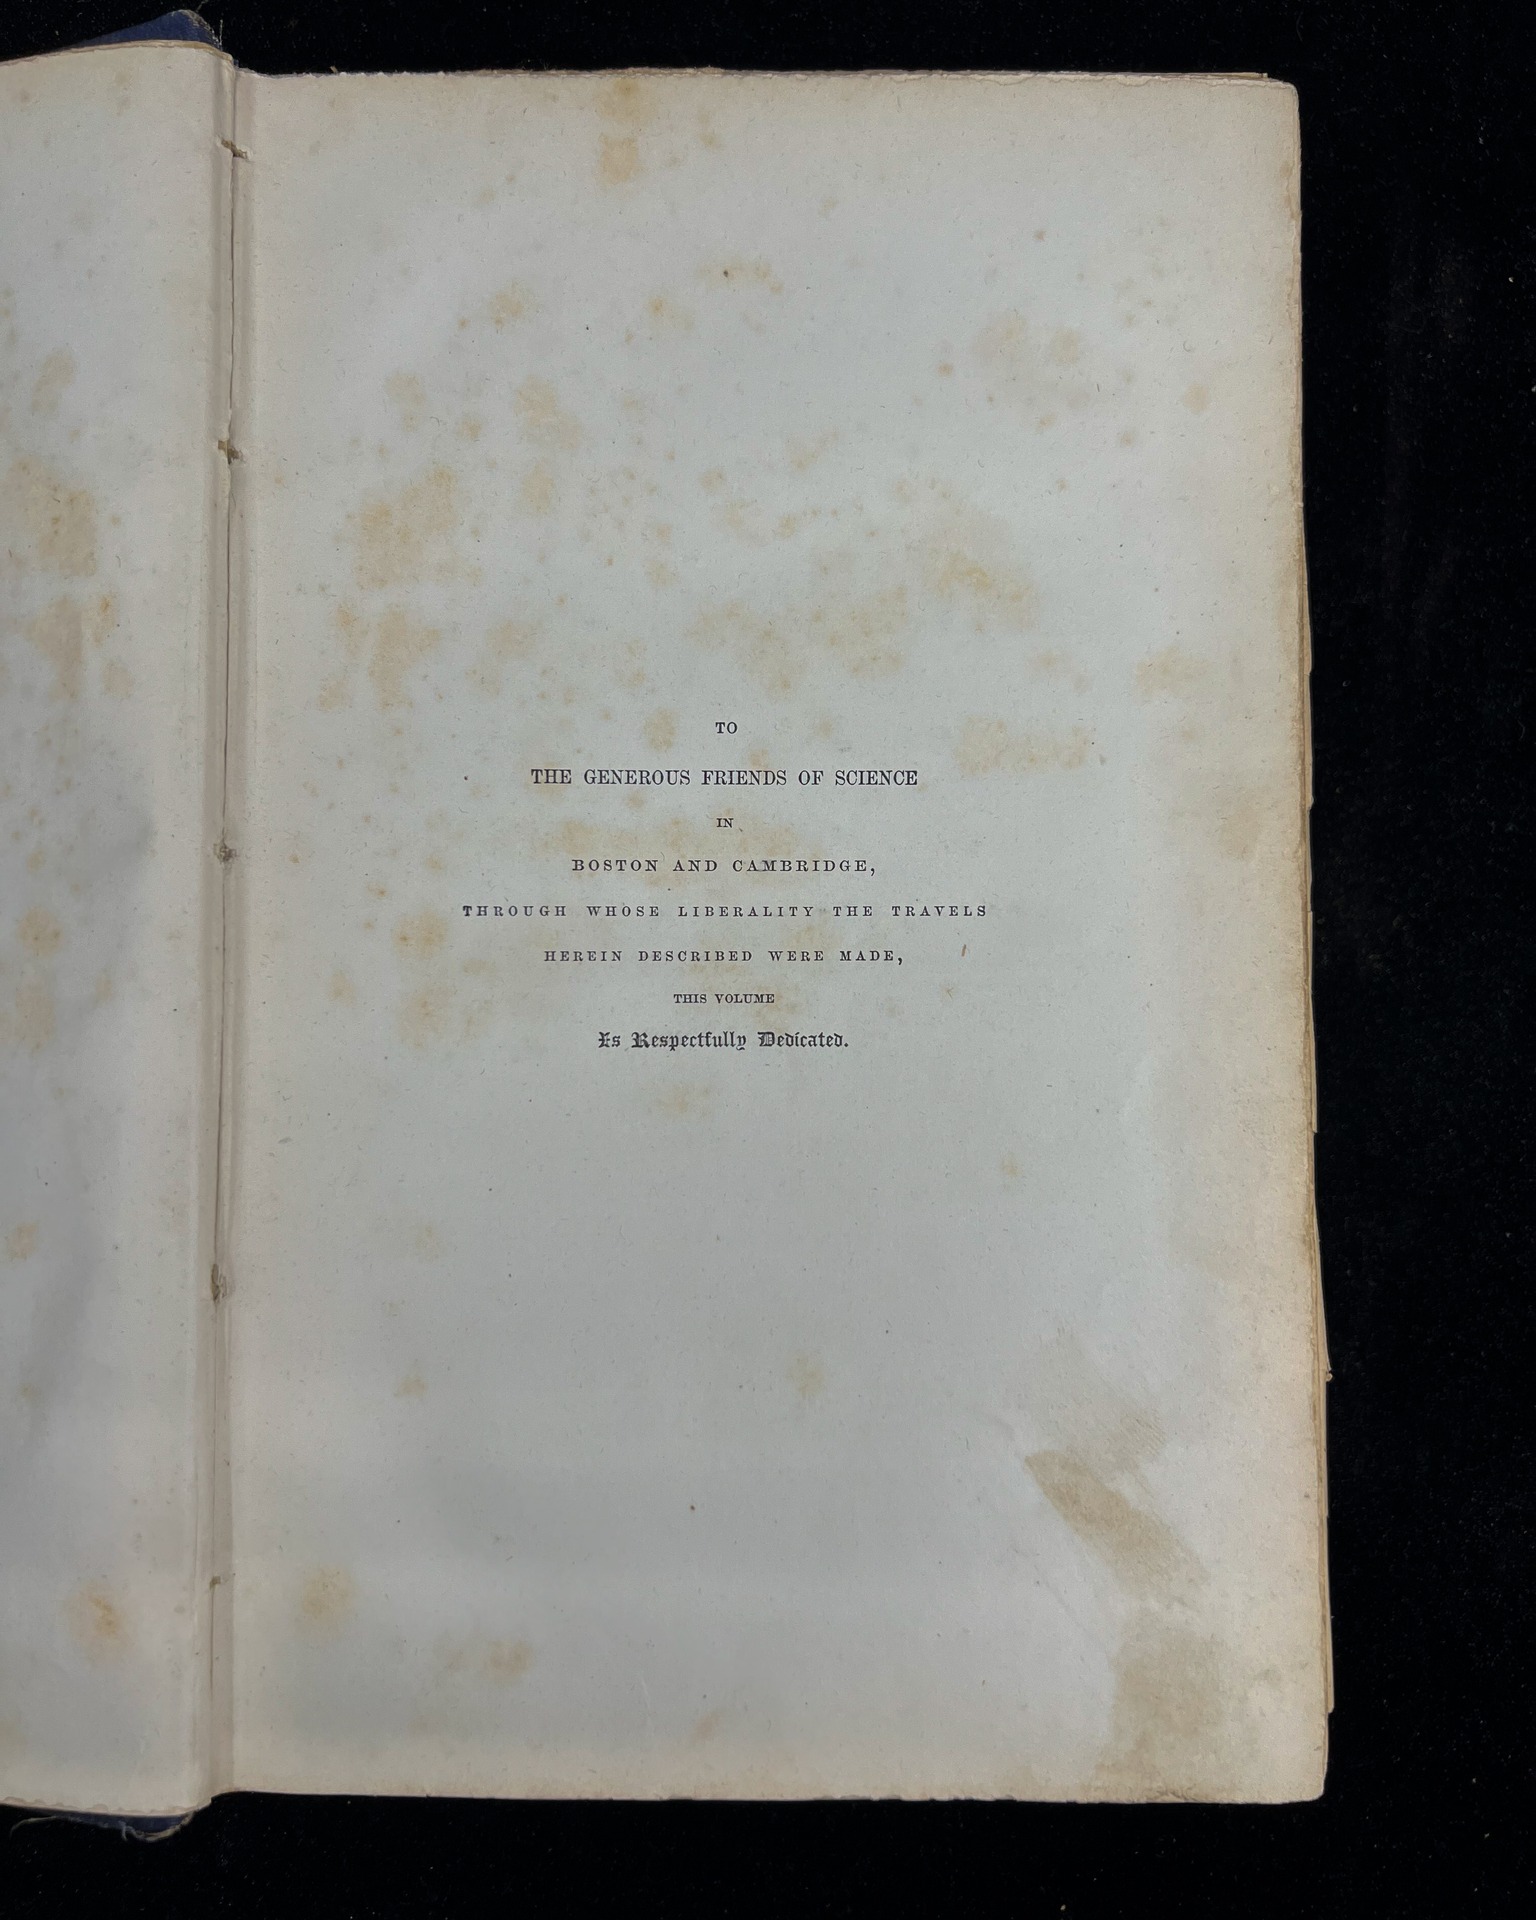 TO
THE GENEROUS FRIENDS OF SCIENCE
IN
BOSTON AND CAMBRIDGE,
THROUGH WHOSE LIBERALITY THE TRAVELS
HEREIN DESCRIBED WERE MADE,
THIS VOLUME
Is Respectfully Dedicated.